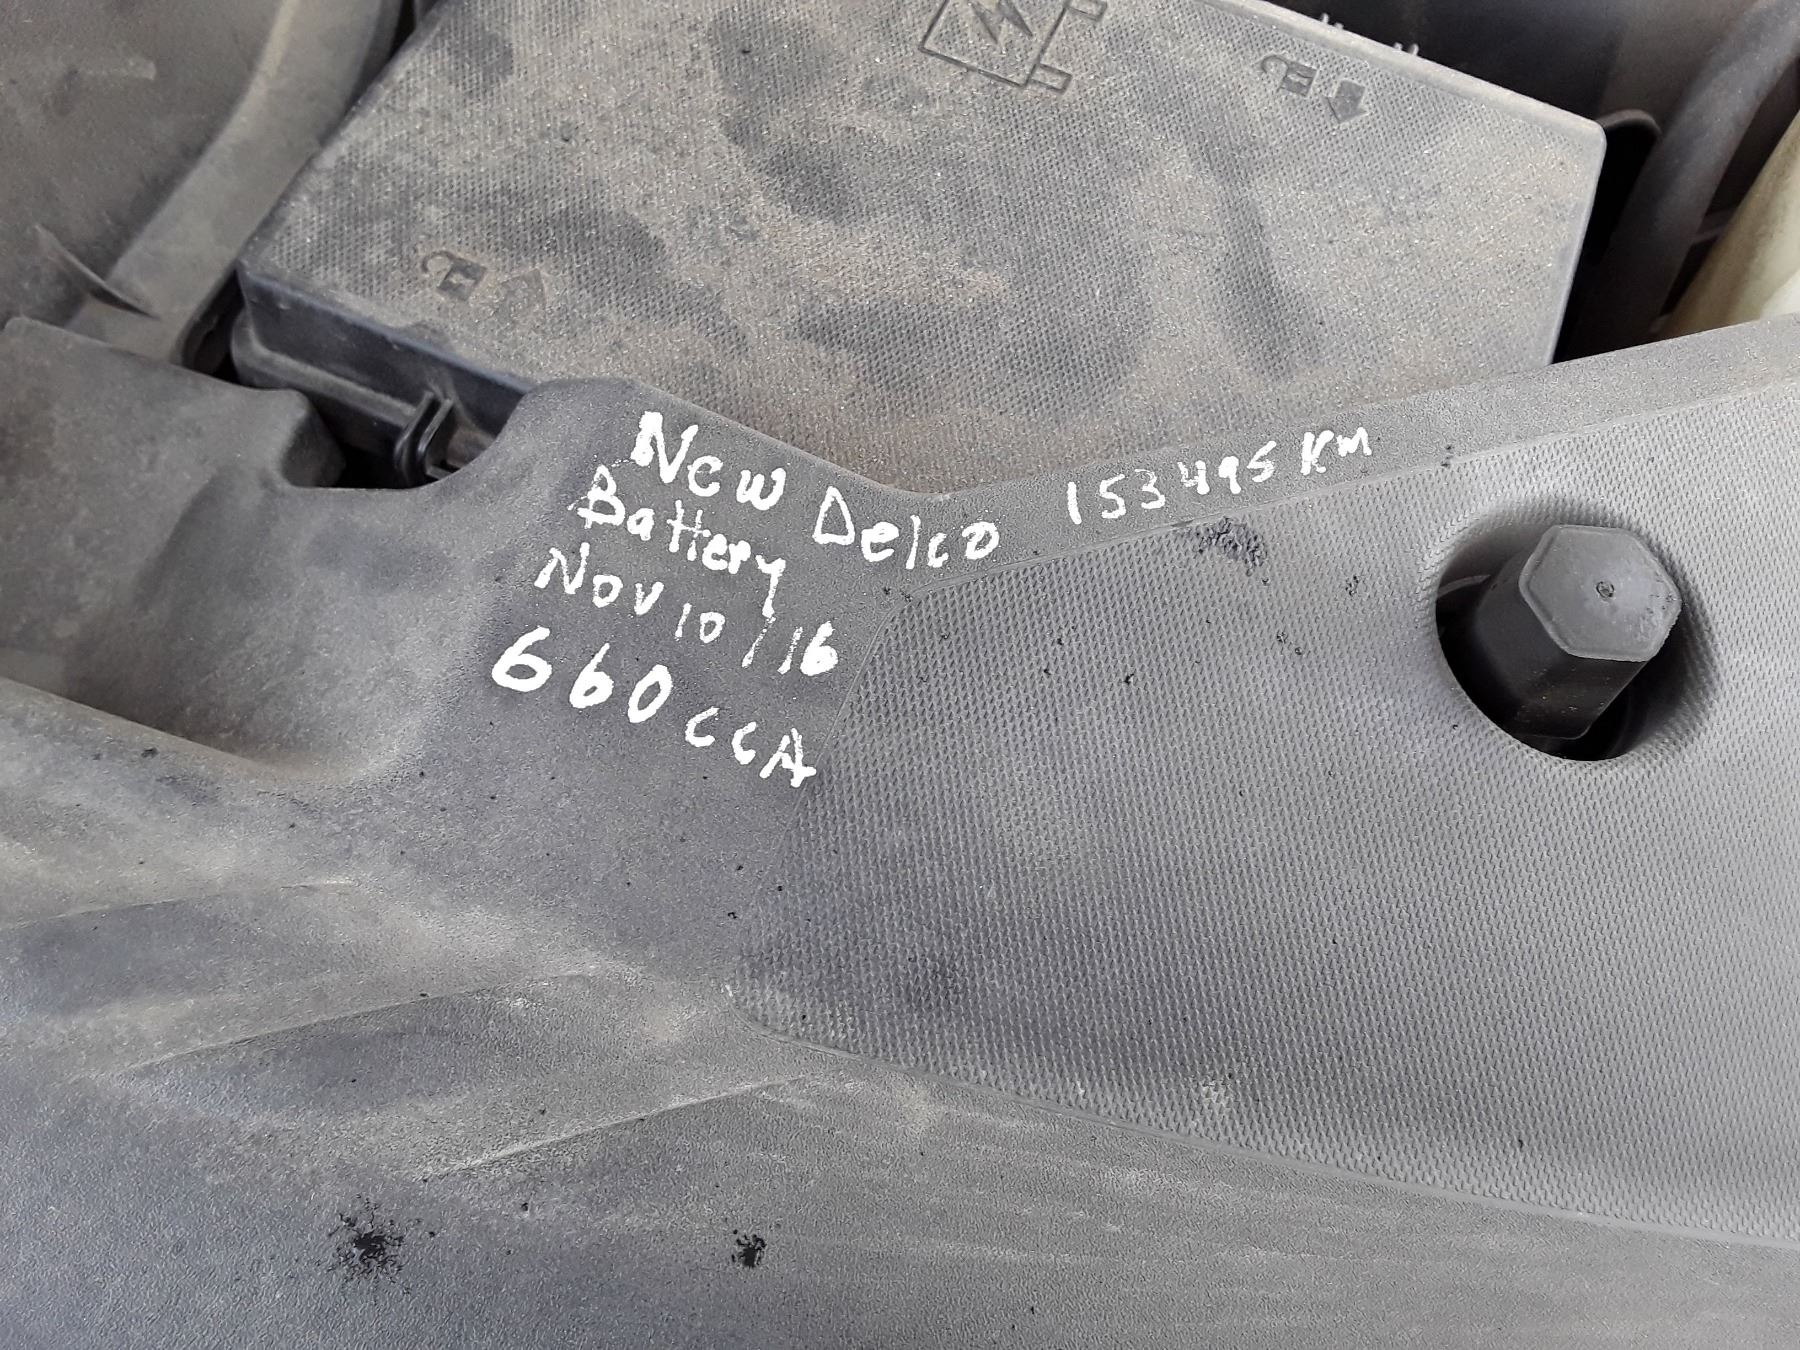 New Delco 153495 KM
Battery
Nov 10/16
660 CCA